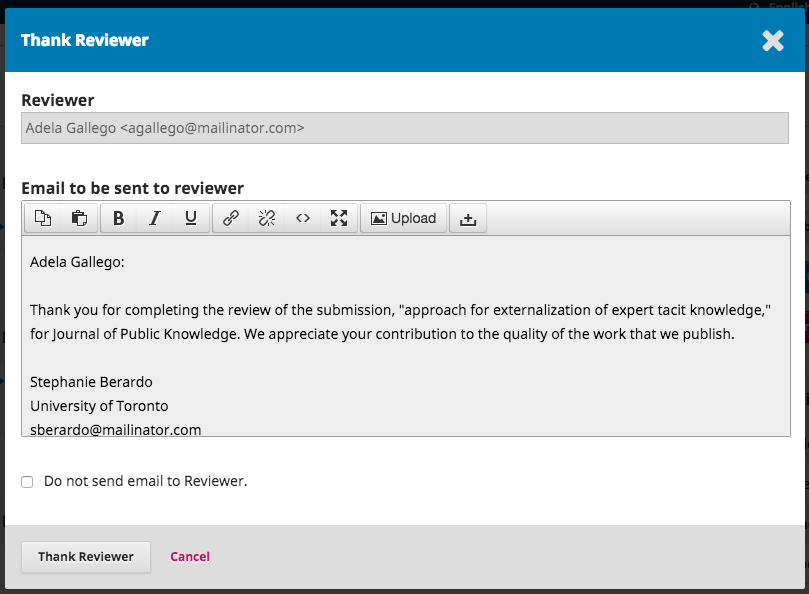 English
Thank Reviewer
Reviewer
Adela Gallego <agallego@mailinator.com>
Email to be sent to reviewer
B I U <> Upload
Adela Gallego:
Thank you for completing the review of the submission, "approach for externalization of expert tacit knowledge,"
for Journal of Public Knowledge. We appreciate your contribution to the quality of the work that we publish.
Stephanie Berardo
University of Toronto
sberardo@mailinator.com
Do not send email to Reviewer.
Thank Reviewer Cancel